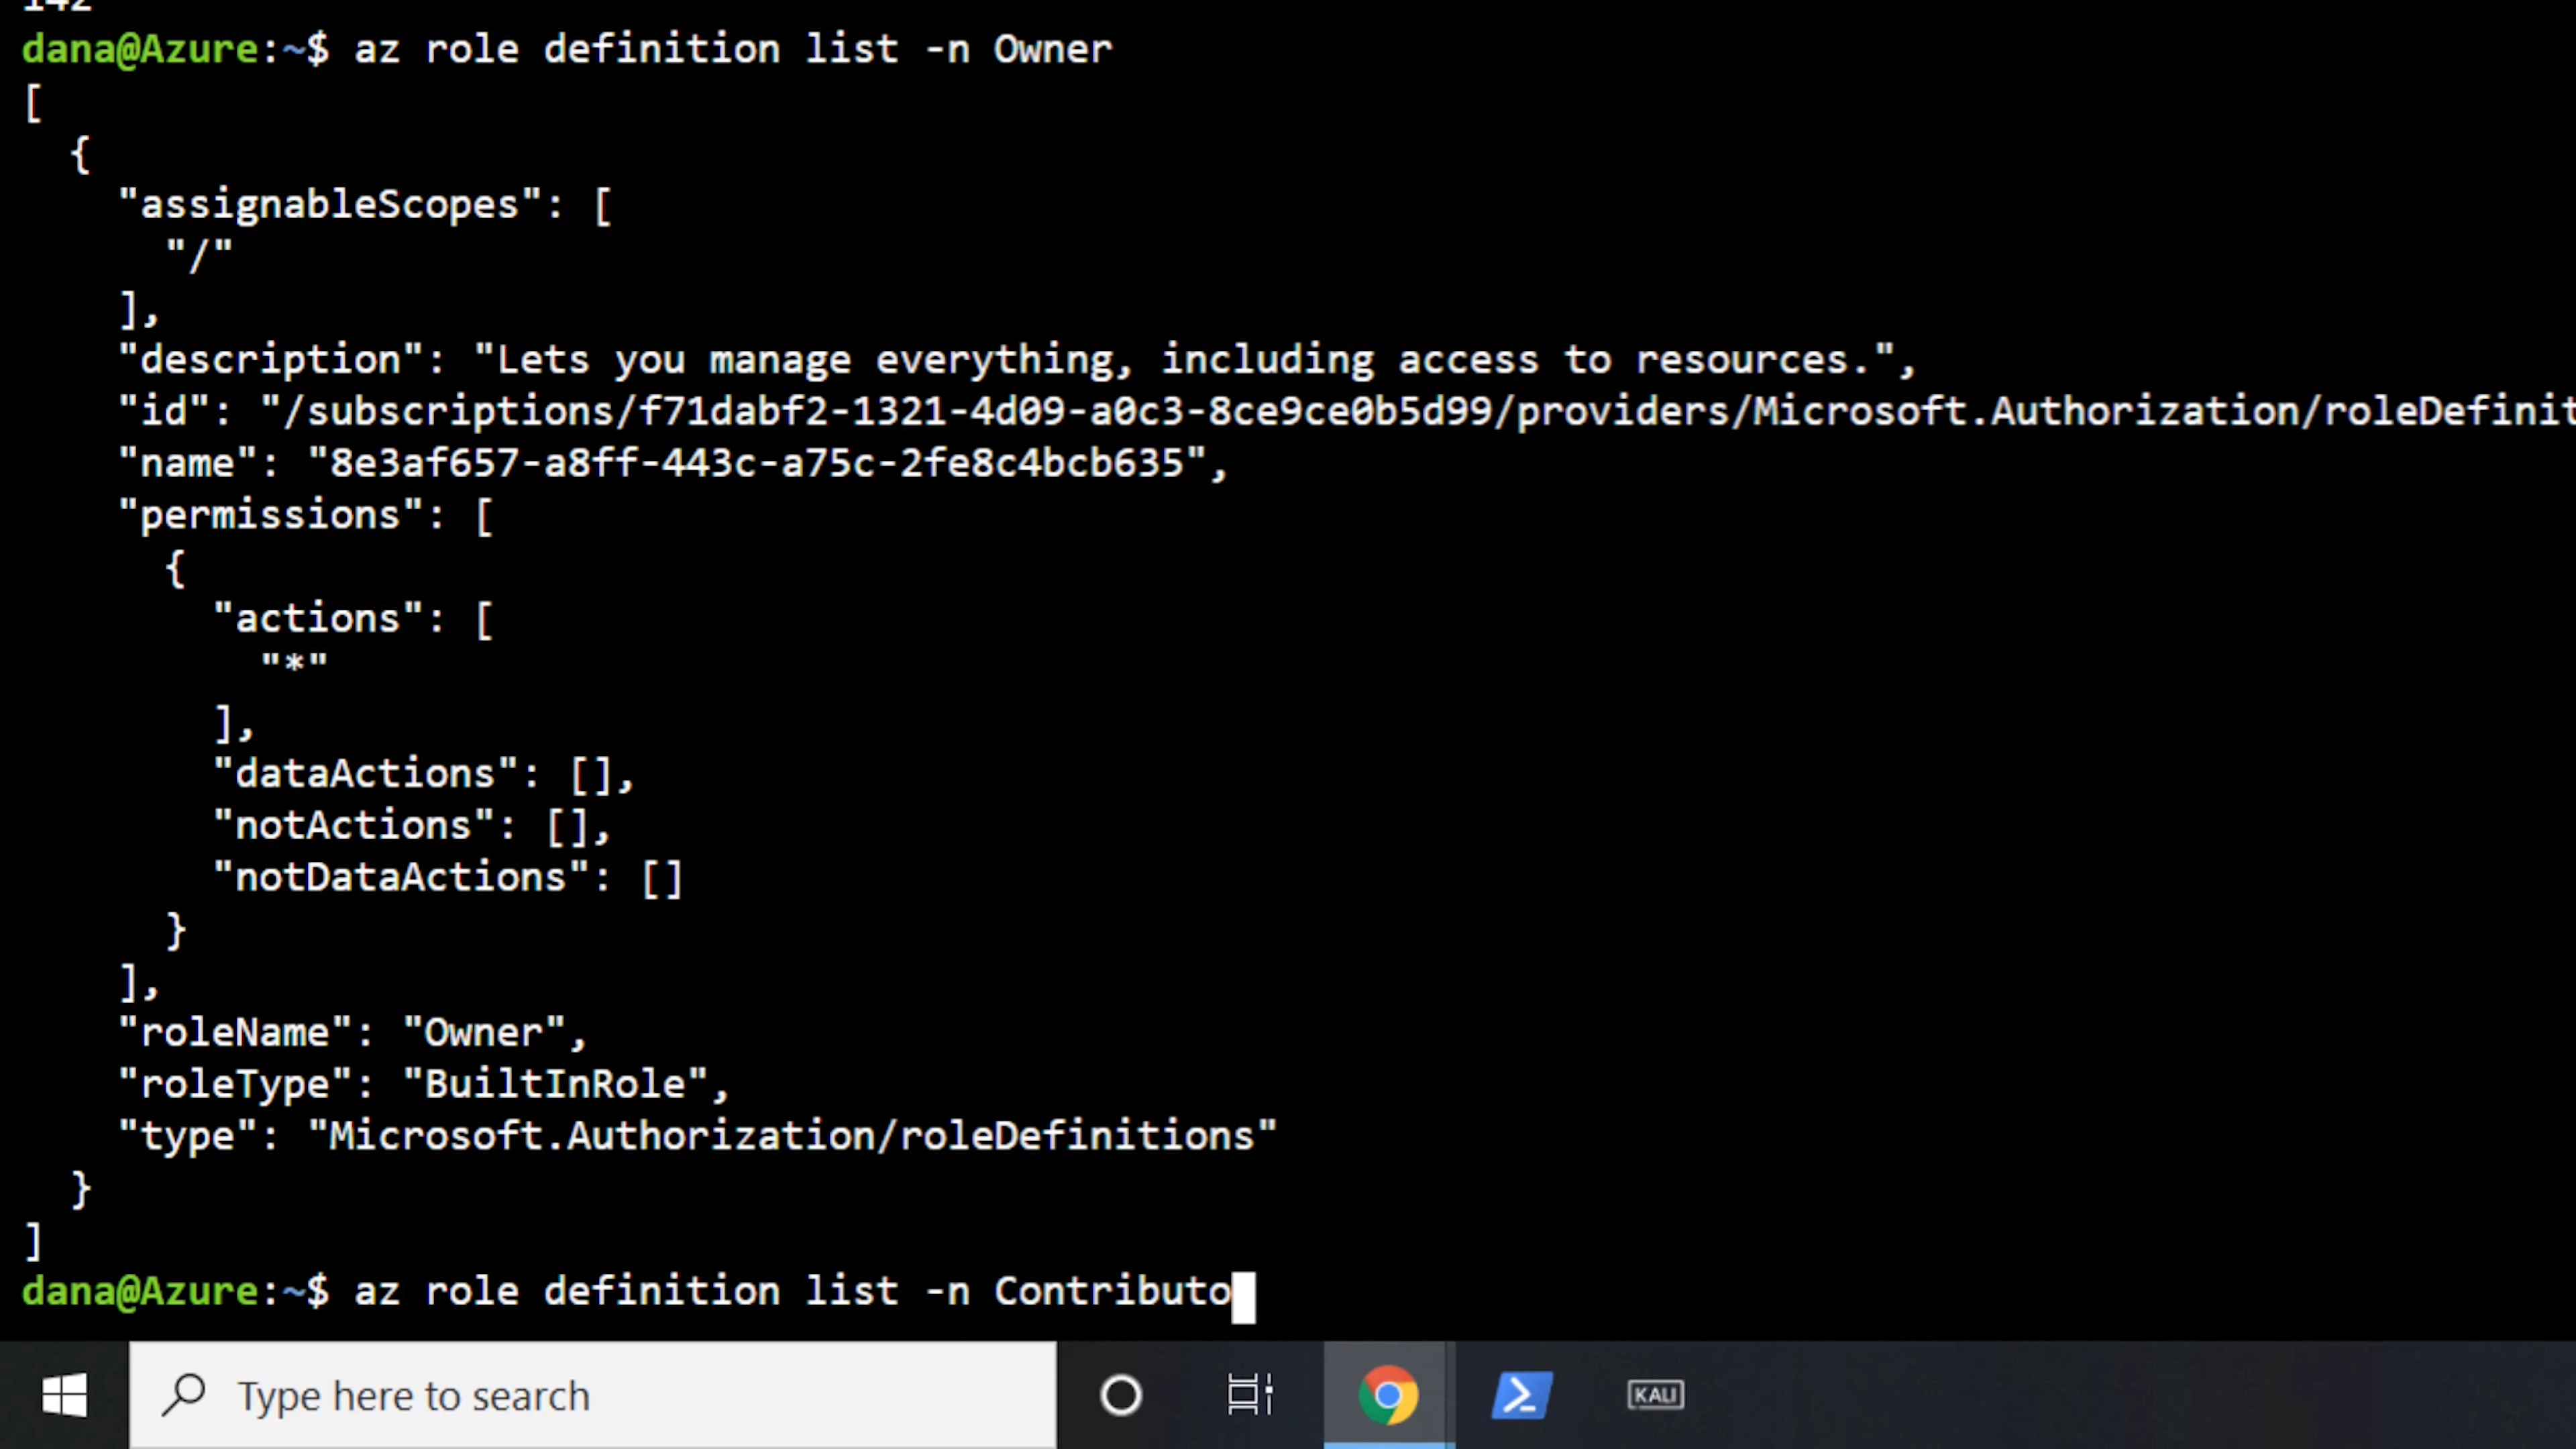 142
dana@Azure:~$ az role definition list -n Owner
[
  {
    "assignableScopes": [
      "/"
    ],
    "description": "Lets you manage everything, including access to resources.",
    "id": "/subscriptions/f71dabf2-1321-4d09-a0c3-8ce9ce0b5d99/providers/Microsoft.Authorization/roleDefinit
    "name": "8e3af657-a8ff-443c-a75c-2fe8c4bcb635",
    "permissions": [
      {
        "actions": [
          "*"
        ],
        "dataActions": [],
        "notActions": [],
        "notDataActions": []
      }
    ],
    "roleName": "Owner",
    "roleType": "BuiltInRole",
    "type": "Microsoft.Authorization/roleDefinitions"
  }
]
dana@Azure:~$ az role definition list -n Contributo
Type here to search
KALI